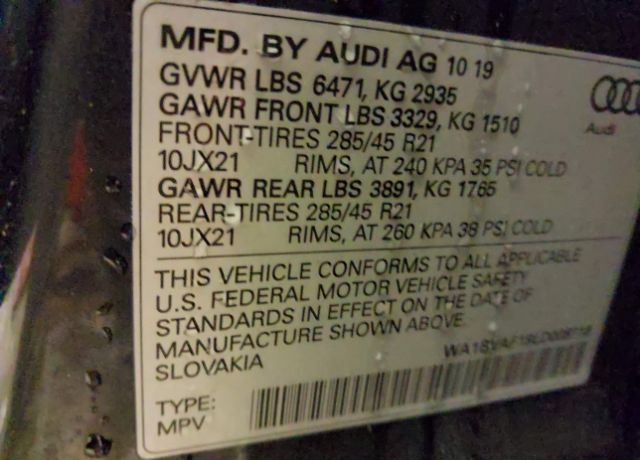 MFD. BY AUDI AG 10 19
GVWR LBS 6471, KG 2935
GAWR FRONT LBS 3329, KG 1510
FRONT-TIRES 285/45 R21
10JX21 RIMS, AT 240 KPA 35 PSI COLD
GAWR REAR LBS 3891, KG 1765
REAR-TIRES 285/45 R21
10JX21 RIMS, AT 260 KPA 38 PSI COLD
Audi
THIS VEHICLE CONFORMS TO ALL APPLICABLE
U.S. FEDERAL MOTOR VEHICLE SAFETY
STANDARDS IN EFFECT ON THE DATE OF
MANUFACTURE SHOWN ABOVE.
SLOVAKIA
TYPE:
MPV